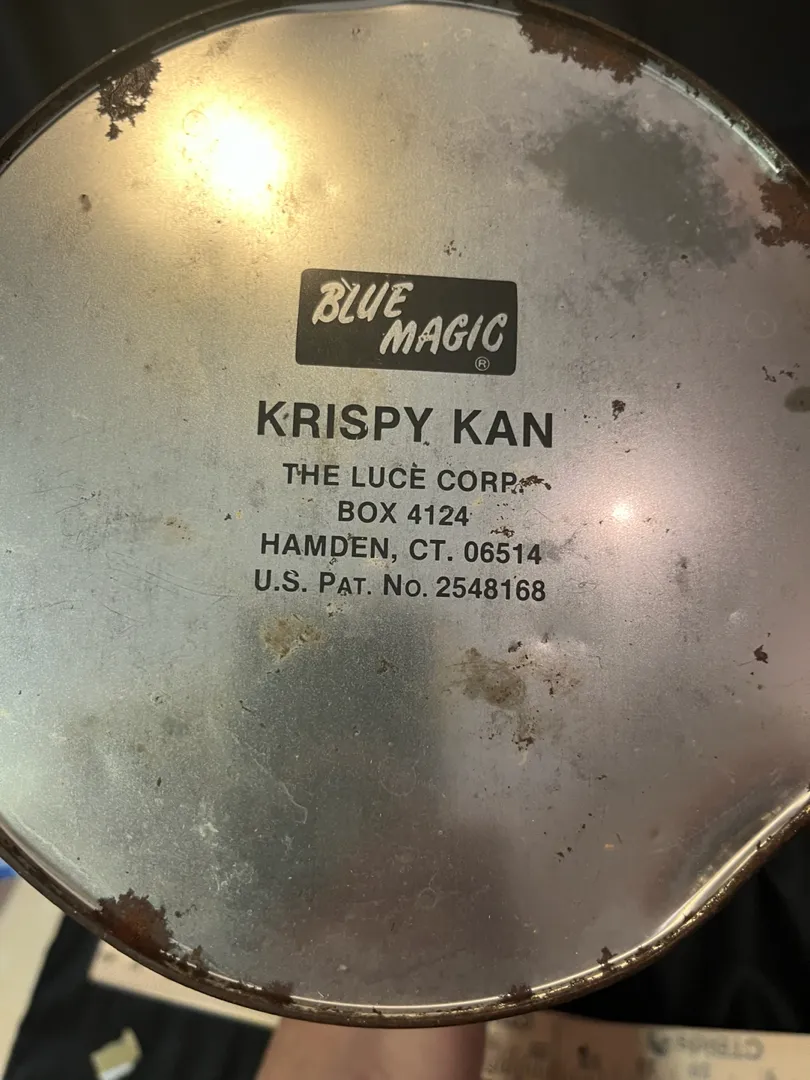 BLUE
MAGIC
®
KRISPY KAN
THE LUCE CORP.
BOX 4124
HAMDEN, CT. 06514
U.S. PAT. NO. 2548168